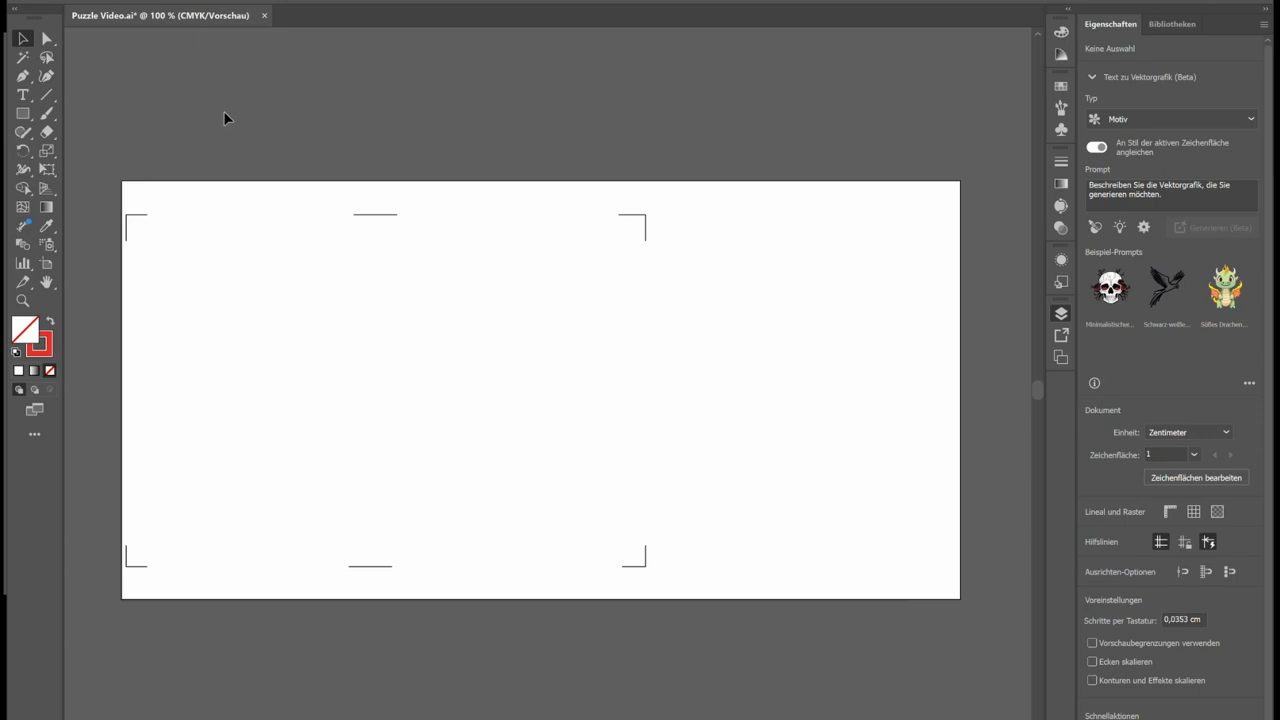 Puzzle Video.ai* @ 100 % (CMYK/Vorschau)
Eigenschaften
Bibliotheken
Keine Auswahl
Text zu Vektorgrafik (Beta)
Typ
Motiv
An Stil der aktiven Zeichenfläche
angleichen
Prompt
Beschreiben Sie die Vektorgrafik, die Sie
generieren möchten.
Generieren (Beta)
Beispiel-Prompts
Minimalistischer...
Schwarz-weiße...
Süßes Drachen...
Dokument
Einheit:
Zentimeter
Zeichenfläche:
1
Zeichenflächen bearbeiten
Lineal und Raster
Hilfslinien
Ausrichten-Optionen
Voreinstellungen
Schritte per Tastatur:
0,0353 cm
Vorschaubegrenzungen verwenden
Ecken skalieren
Konturen und Effekte skalieren
Schnellaktionen